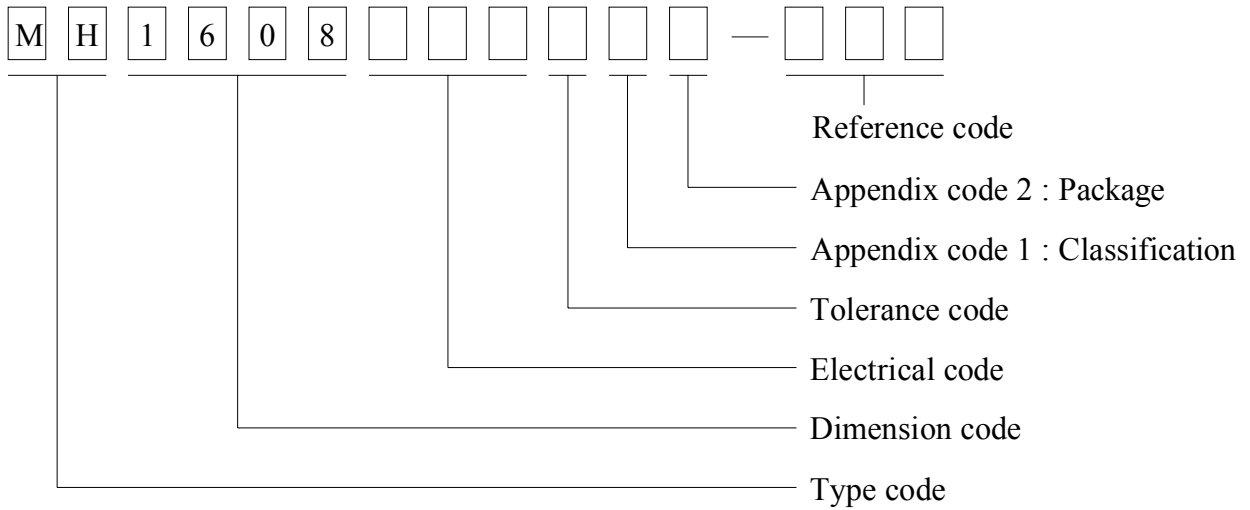 M H 1 6 0 8 —
Reference code
Appendix code 2 : Package
Appendix code 1 : Classification
Tolerance code
Electrical code
Dimension code
Type code